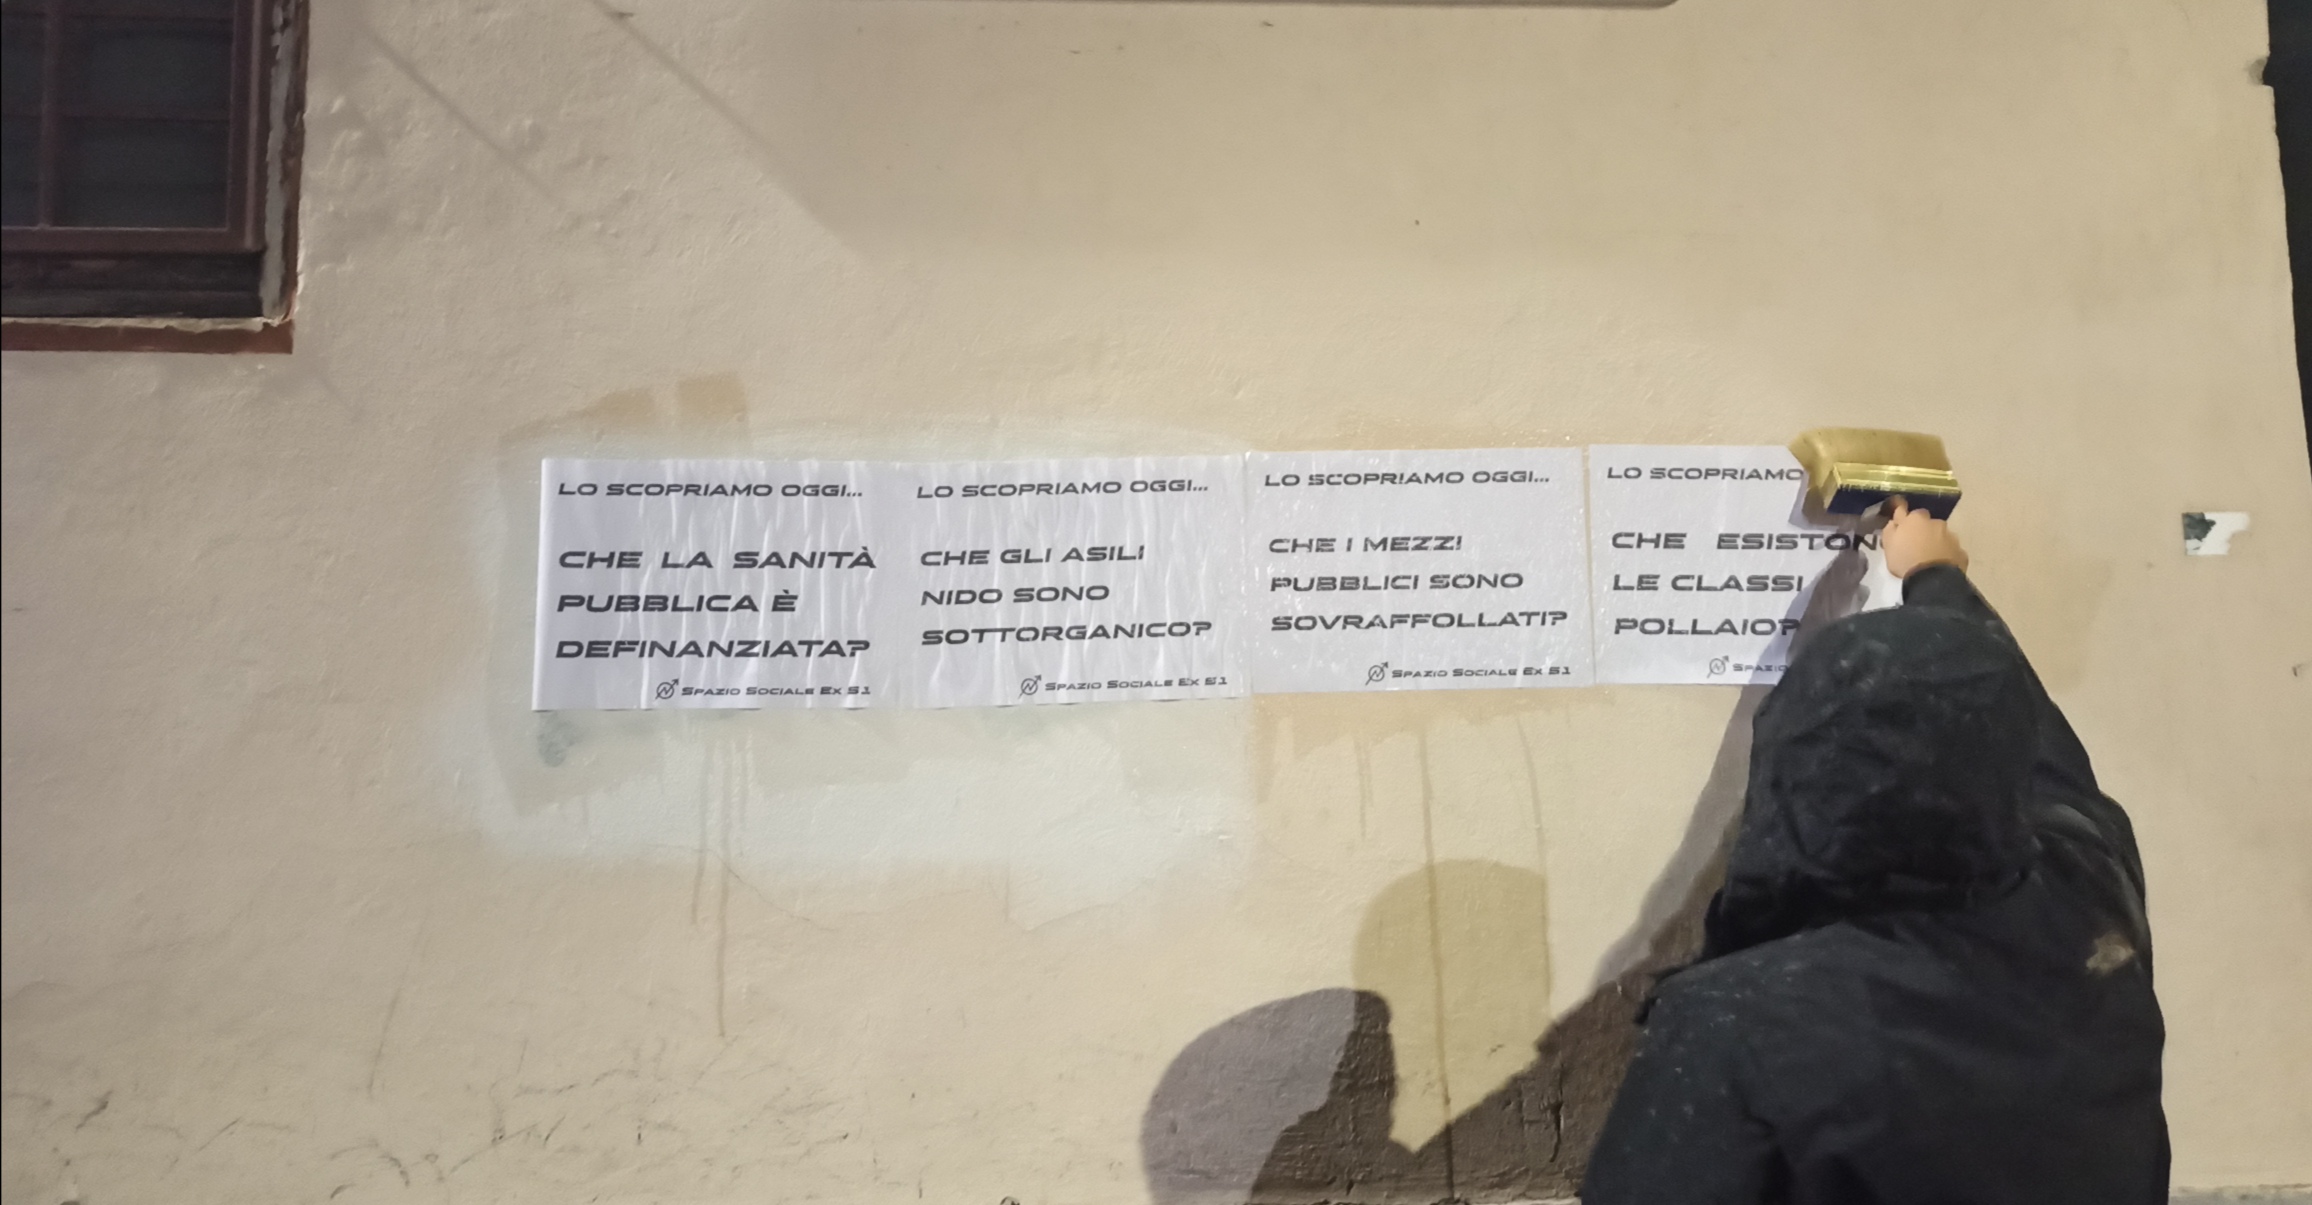 LO SCOPRIAMO OGGI...
CHE LA SANITÀ
PUBBLICA È
DEFINANZIATA?
SPAZIO SOCIALE EX 51
LO SCOPRIAMO OGGI...
CHE GLI ASILI
NIDO SONO
SOTTORGANICO?
SPAZIO SOCIALE EX 51
LO SCOPRIAMO OGGI...
CHE I MEZZI
PUBBLICI SONO
SOVRAFFOLLATI?
SPAZIO SOCIALE EX 51
LO SCOPRIAMO
CHE ESISTON
LE CLASSI
POLLAIO?
SPAZIO